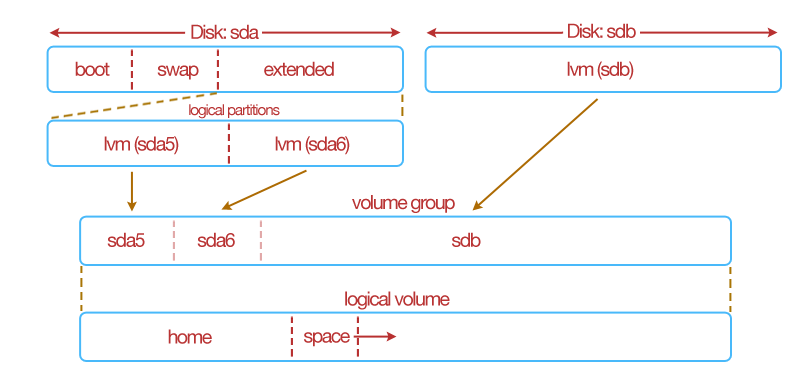 Disk: sda
Disk: sdb
boot
swap
extended
lvm (sdb)
logical partitions
lvm (sda5)
lvm (sda6)
volume group
sda5
sda6
sdb
logical volume
home
space